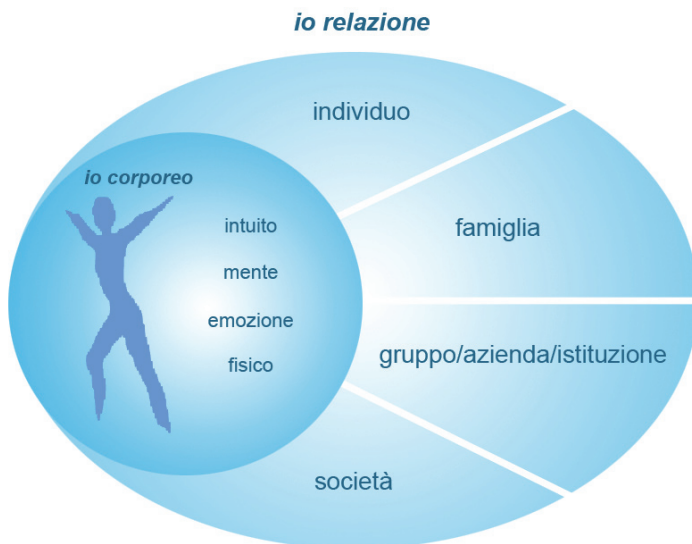 io relazione
individuo
io corporeo
intuito
famiglia
mente
emozione
gruppo/azienda/istituzione
fisico
società